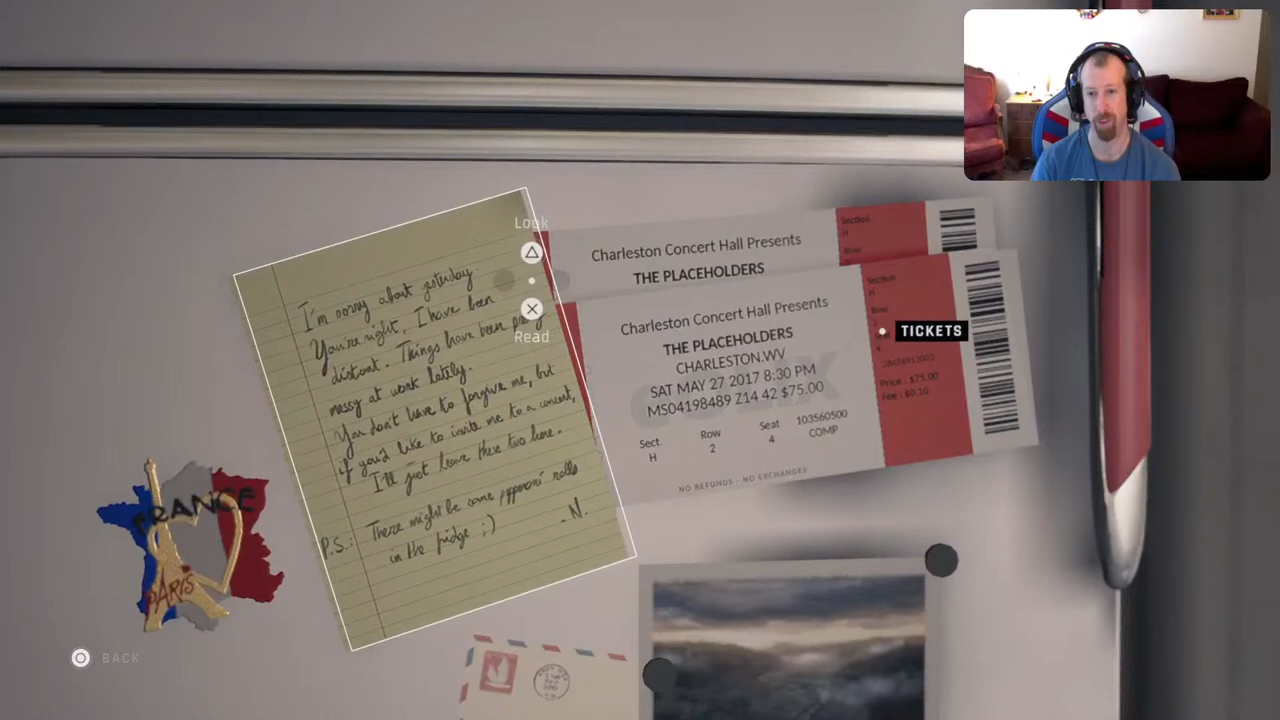 Look
Read
I'm sorry about yesterday.
You're right, I have been
distant. Things have been pretty
messy at work lately.
You don't have to forgive me, but
if you'd like to invite me to a concert,
I'll just leave these two here.
P.S.: There might be some pepperoni rolls
in the fridge ;)
- N.
Charleston Concert Hall Presents
THE PLACEHOLDERS
Section
H
Row
Charleston Concert Hall Presents
THE PLACEHOLDERS
CHARLESTON.WV
SAT MAY 27 2017 8:30 PM
MS04198489 Z14 42 $75.00
Sect.
H
Row
2
Seat
4
103560500
COMP
NO REFUNDS - NO EXCHANGES
Section
H
Row
4
Price : $75.00
Fee : $0.10
TICKETS
FRANCE
PARIS
BACK